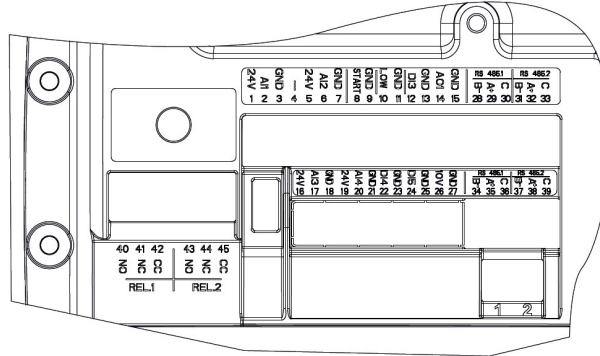 24V AI1 GND – 24V AI2 GND START GND LOW GND DI3 GND AO1 GND RS 485.1 B- A+ C RS 485.2 B- A+ C
1 2 3 4 5 6 7 8 9 10 11 12 13 14 15 28 29 30 31 32 33
24V AI3 GND 24V AI4 GND DI4 GND DI5 GND 10V GND RS 485.1 B- A+ C RS 485.2 B- A+ C
16 17 18 19 20 21 22 23 24 25 26 27 34 35 36 37 38 39
40 41 42 43 44 45
NO NC CC NO NC CC
REL.1 REL.2
1 2